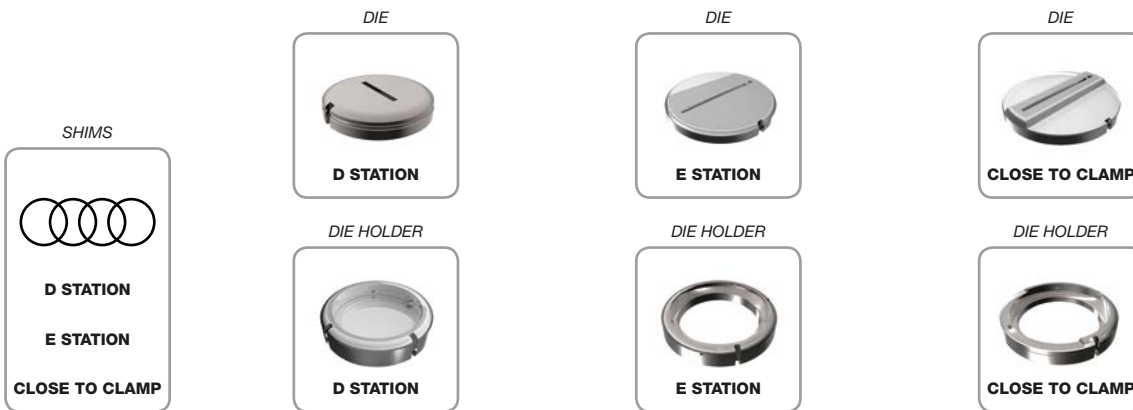 DIE
DIE
DIE
D STATION
E STATION
CLOSE TO CLAMP
SHIMS
D STATION
E STATION
CLOSE TO CLAMP
DIE HOLDER
DIE HOLDER
DIE HOLDER
D STATION
E STATION
CLOSE TO CLAMP